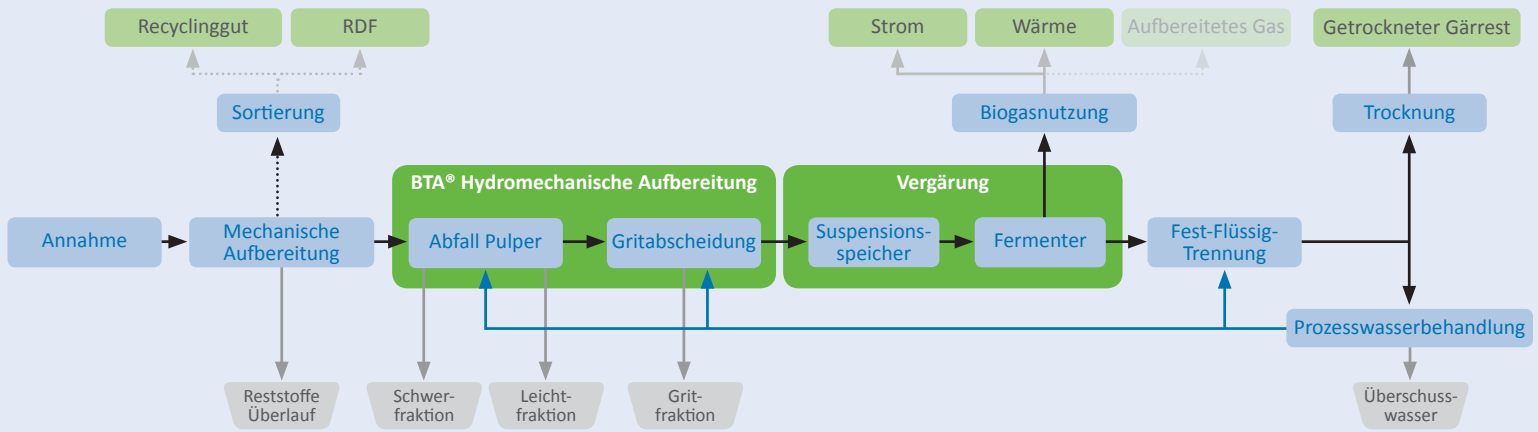 Recyclinggut
RDF
Strom
Wärme
Aufbereitetes Gas
Getrockneter Gärrest
Sortierung
Biogasnutzung
Trocknung
BTA® Hydromechanische Aufbereitung
Vergärung
Annahme
Mechanische
Aufbereitung
Abfall Pulper
Gritabscheidung
Suspensions-
speicher
Fermenter
Fest-Flüssig-
Trennung
Prozesswasserbehandlung
Reststoffe
Überlauf
Schwer-
fraktion
Leicht-
fraktion
Grit-
fraktion
Überschuss-
wasser